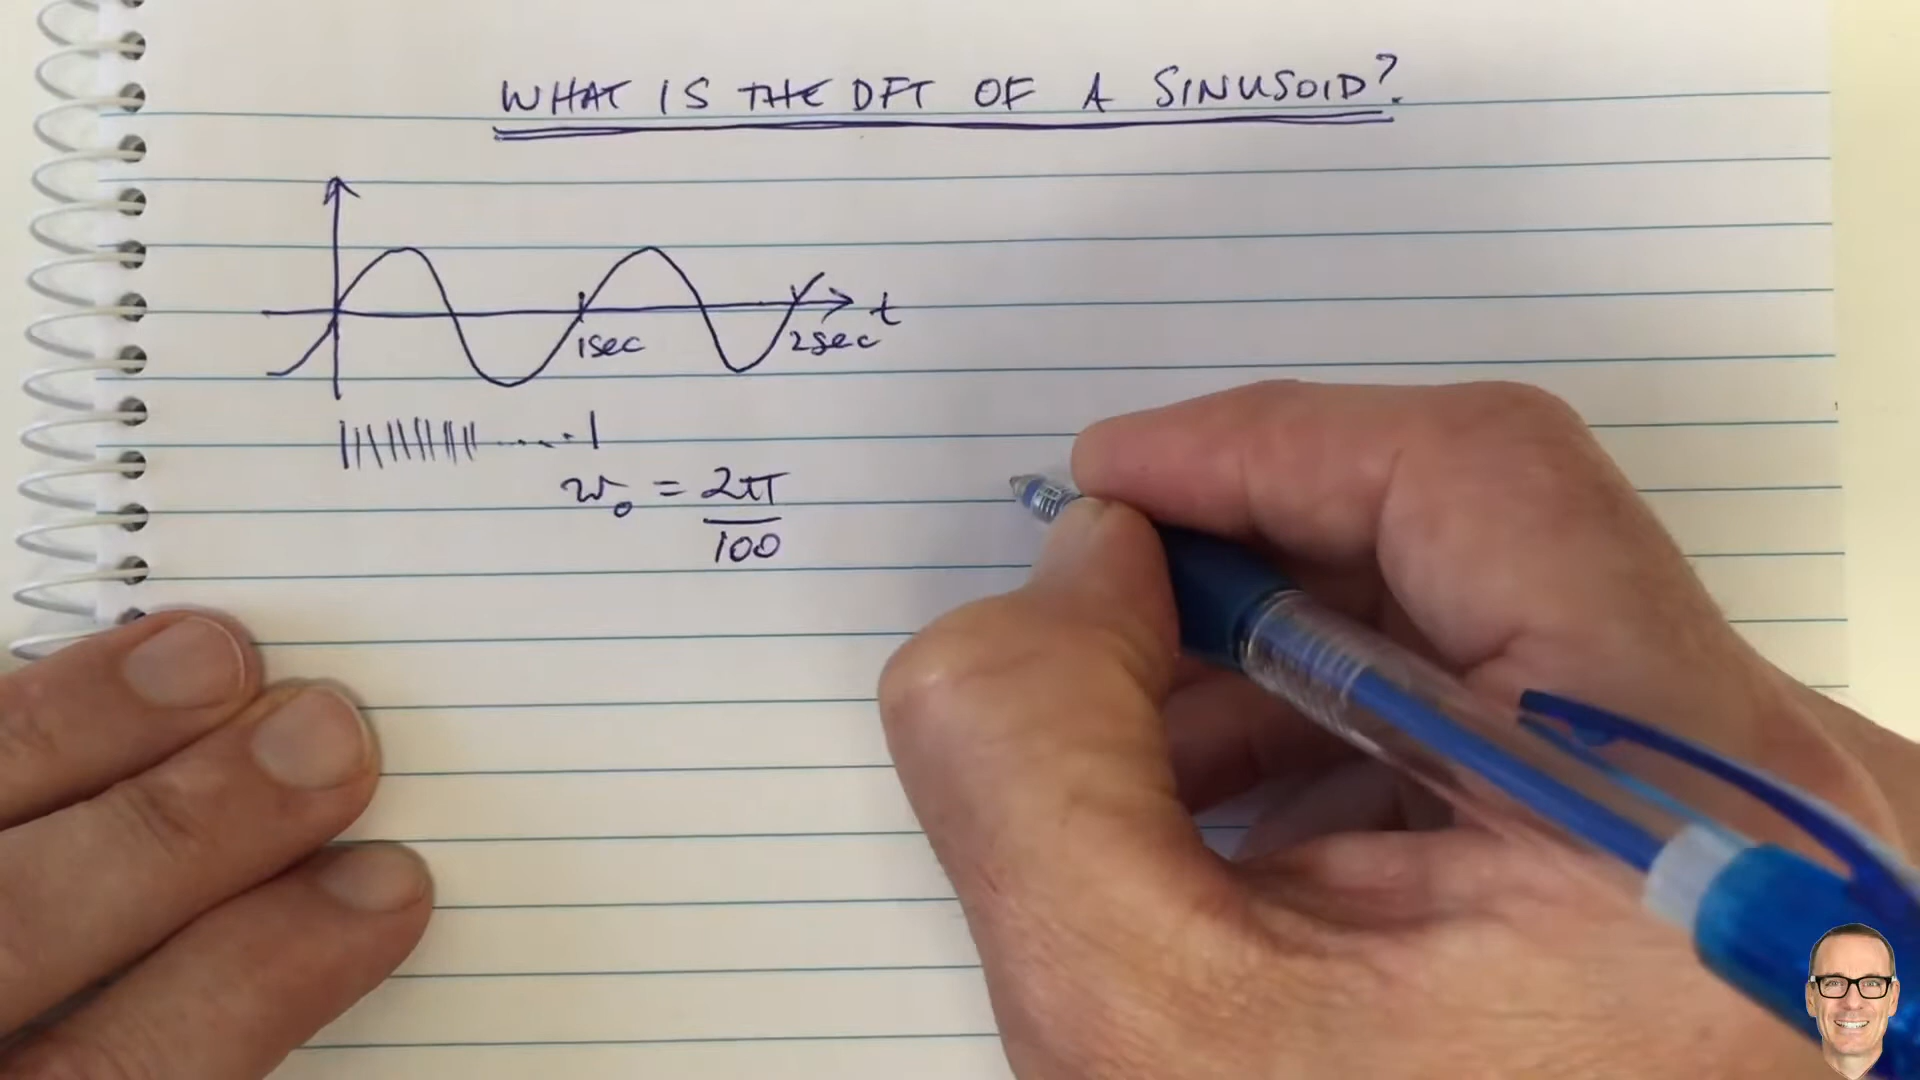 WHAT IS THE DFT OF A SINUSOID?
t
1sec 2sec
w₀ = 2π
100